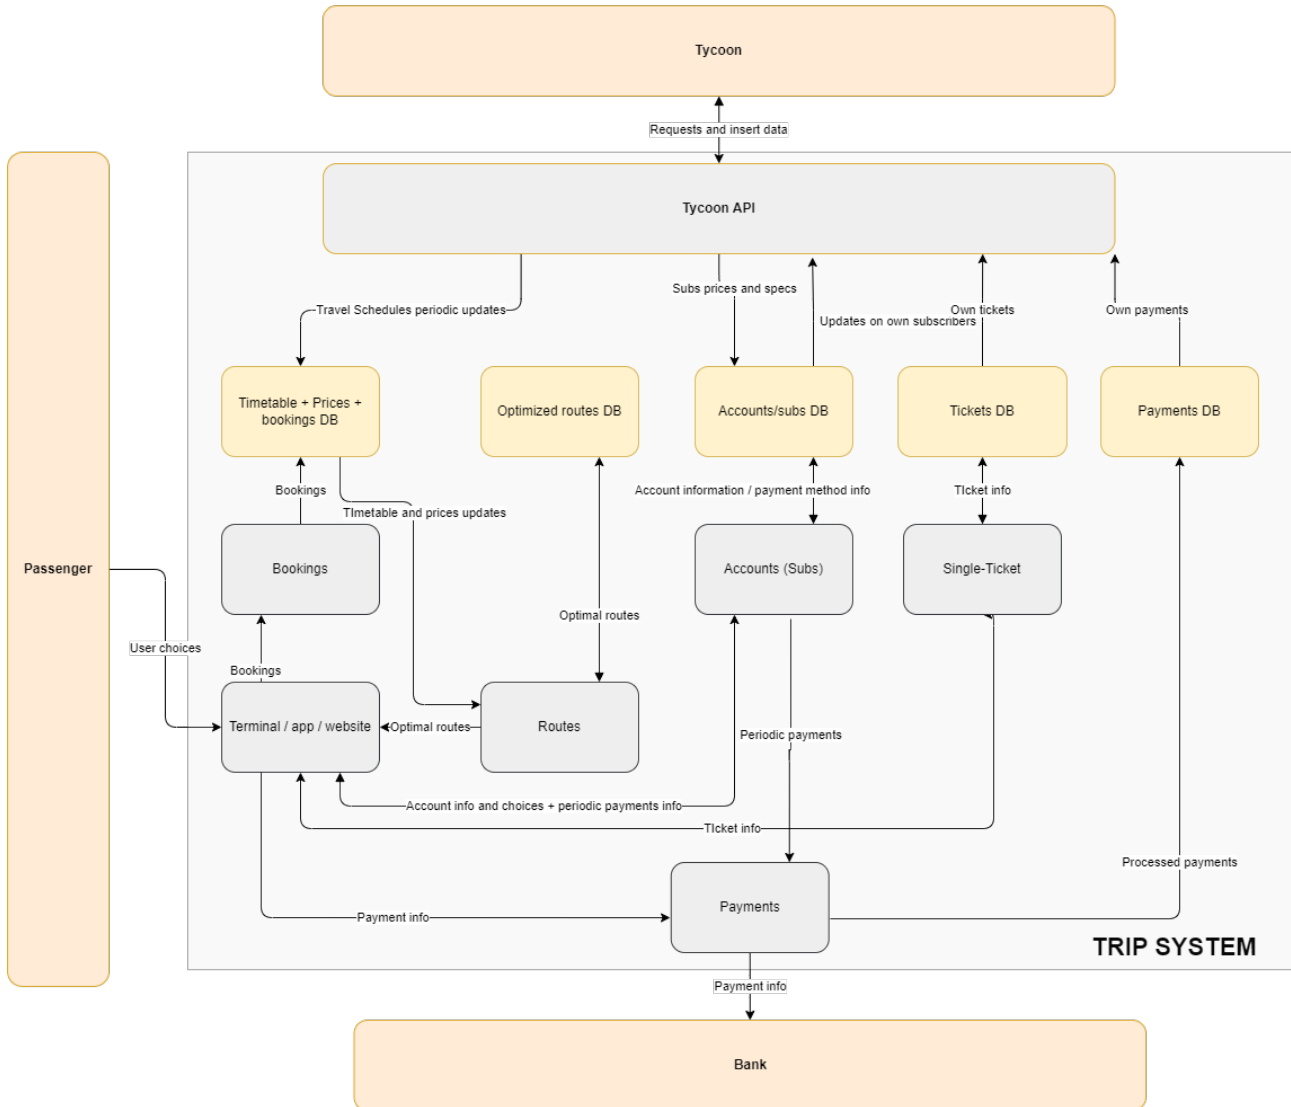 Tycoon
Requests and insert data
Tycoon API
Subs prices and specs
Travel Schedules periodic updates
Own tickets
Own payments
Updates on own subscribers
Timetable + Prices +
bookings DB
Optimized routes DB
Accounts/subs DB
Tickets DB
Payments DB
Bookings
Account information / payment method info
TIcket info
TImetable and prices updates
Passenger
Bookings
Accounts (Subs)
Single-Ticket
Optimal routes
User choices
Bookings
Terminal / app / website
Optimal routes
Routes
Periodic payments
Account info and choices + periodic payments info
TIcket info
Processed payments
Payments
Payment info
TRIP SYSTEM
Payment info
Bank